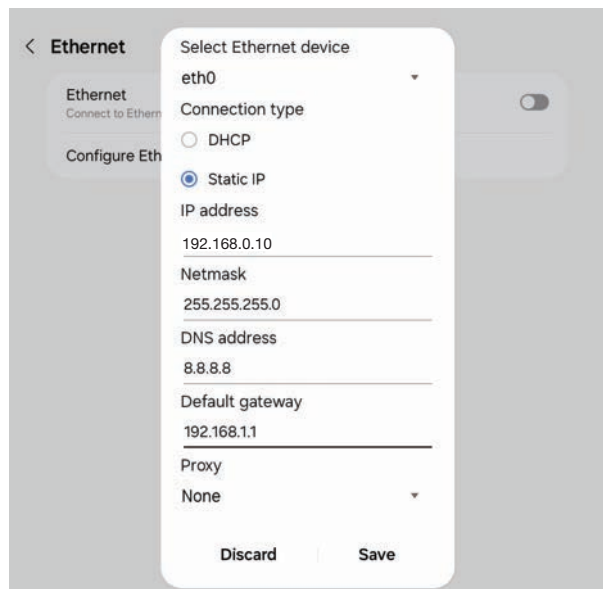 Ethernet
Select Ethernet device
eth0
Ethernet
Connect to Ethern
Connection type
DHCP
Configure Eth
Static IP
IP address
192.168.0.10
Netmask
255.255.255.0
DNS address
8.8.8.8
Default gateway
192.168.1.1
Proxy
None
Discard
Save